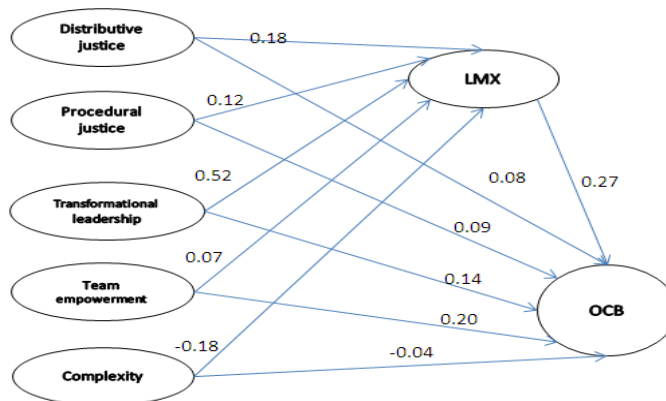 Distributive
justice
0.18
LMX
Procedural
justice
0.12
0.52
0.08
0.27
Transformational
leadership
0.09
0.07
0.14
Team
empowerment
OCB
0.20
-0.18
-0.04
Complexity